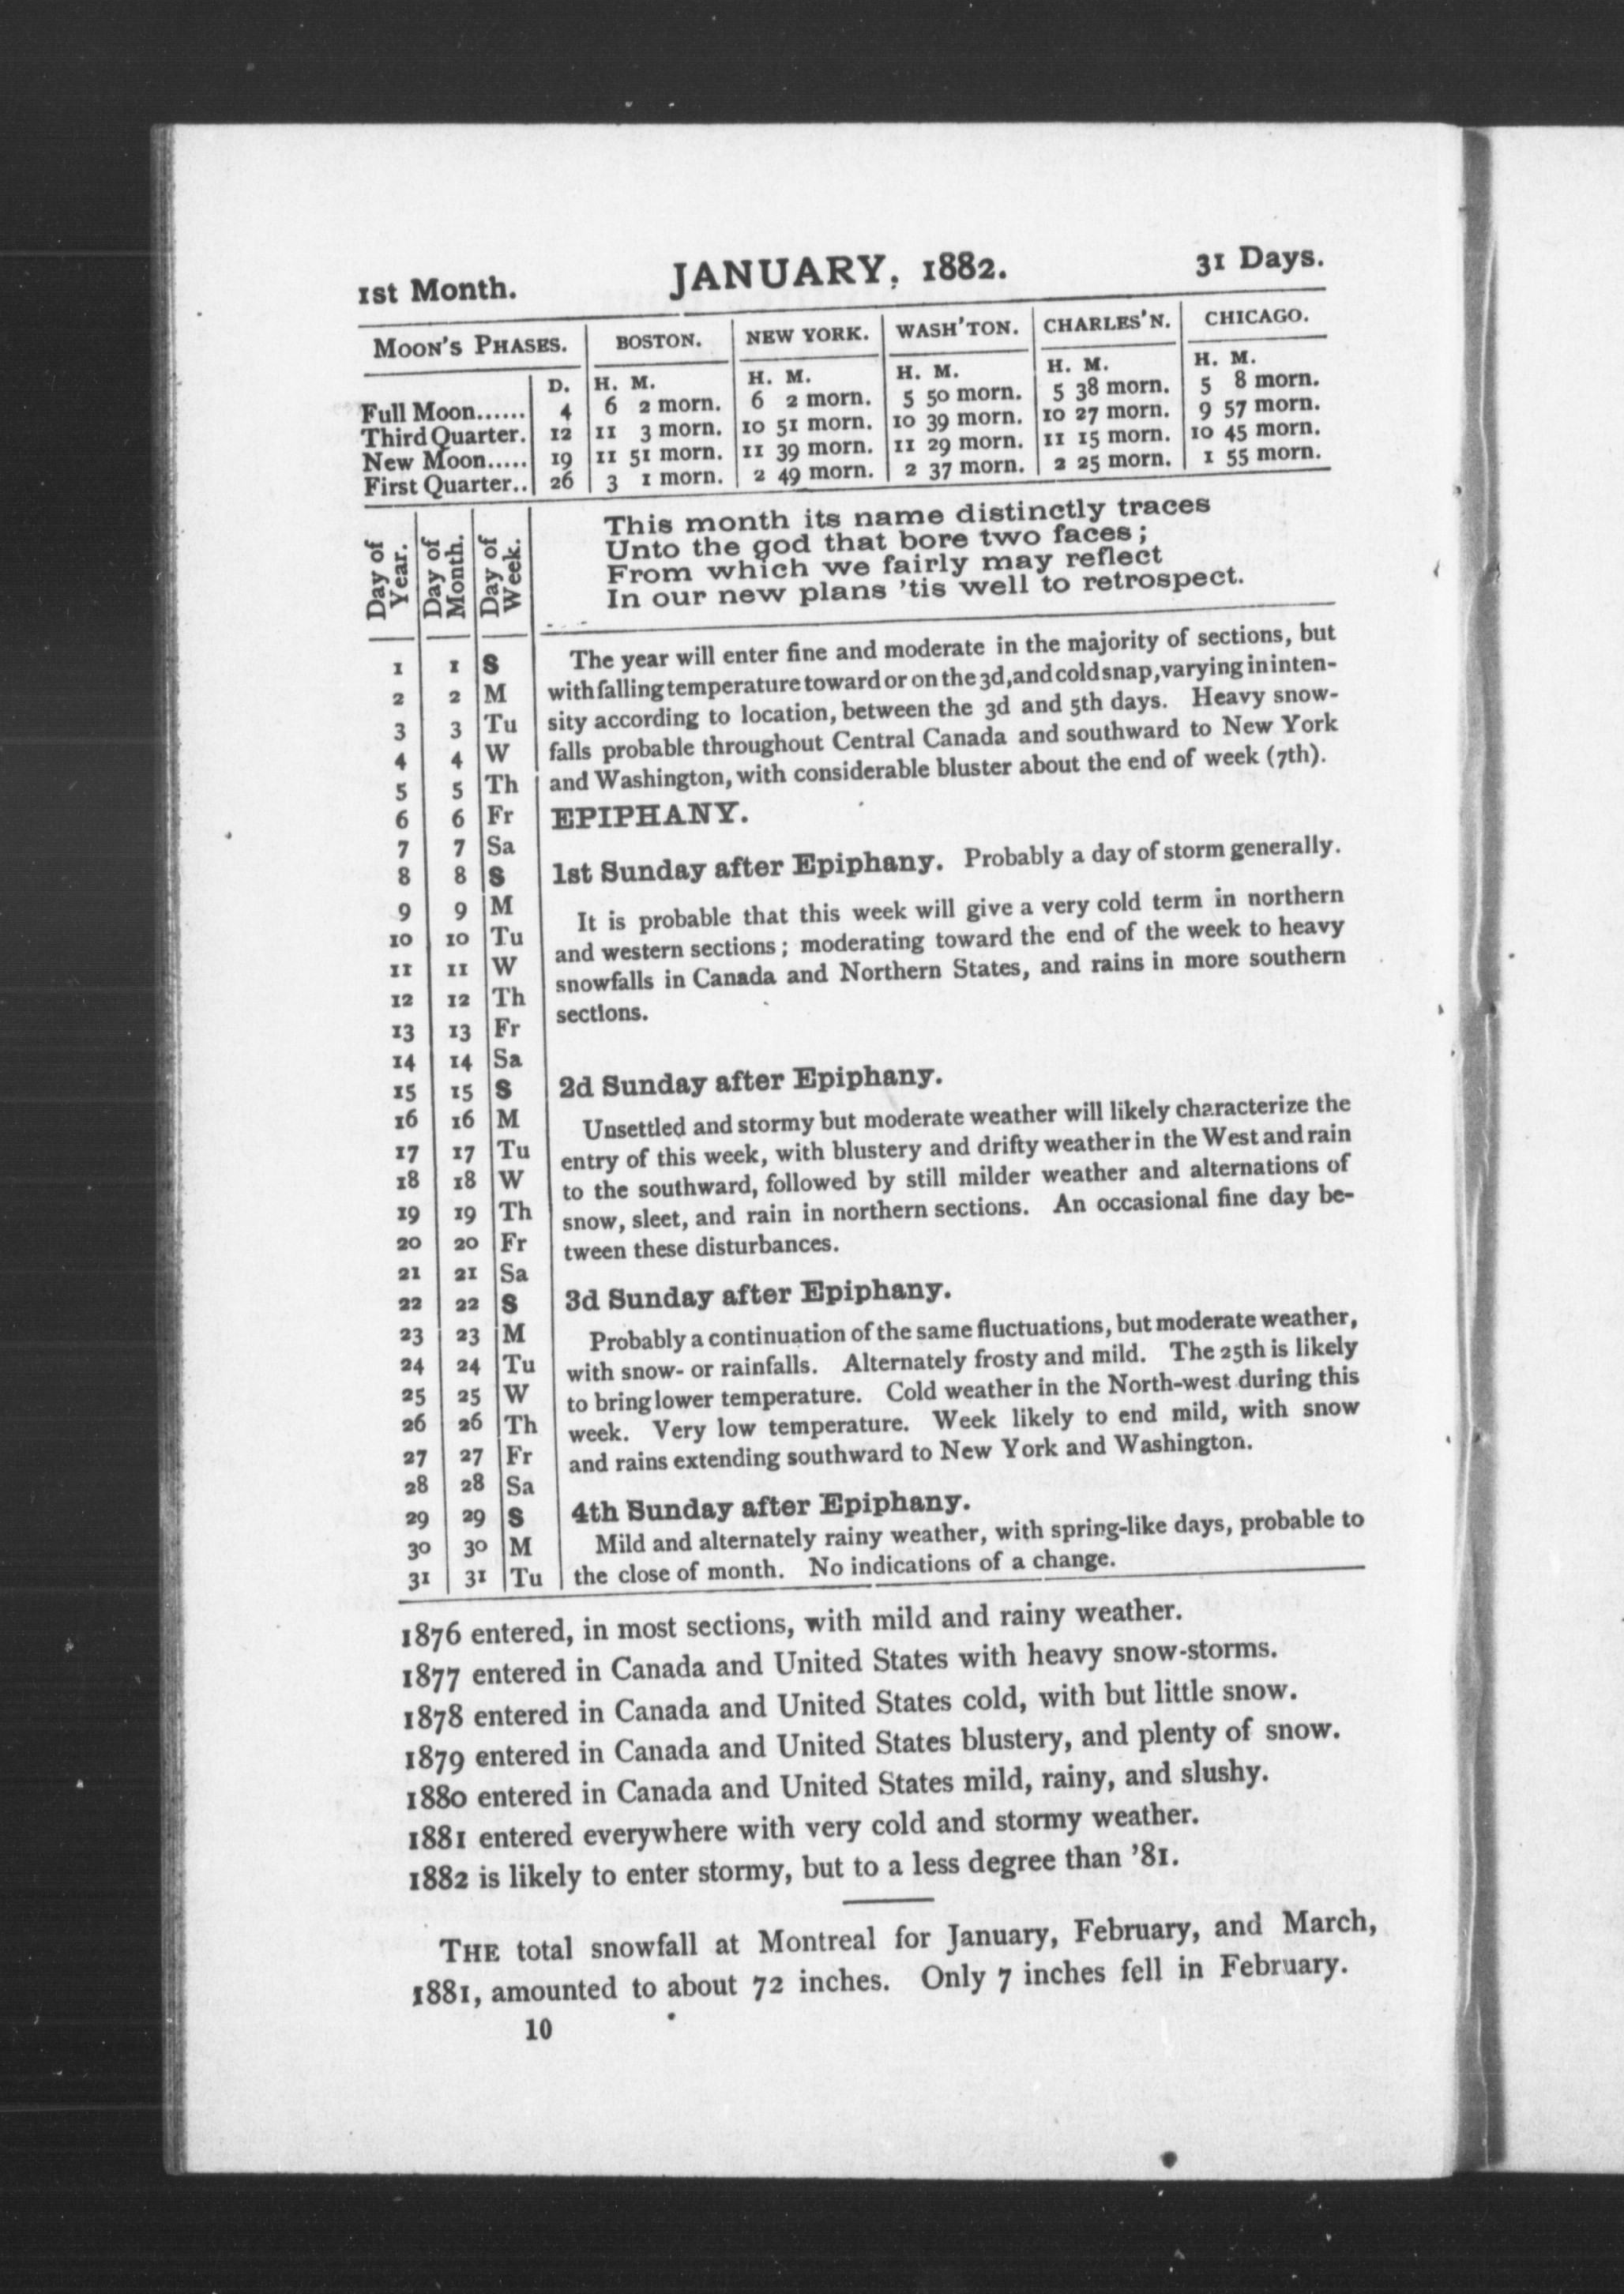 1st Month. JANUARY, 1882. 31 Days.
MOON'S PHASES. BOSTON. NEW YORK. WASH'TON. CHARLES'N. CHICAGO.
D. H. M. H. M. H. M. H. M. H. M.
Full Moon...... 4 6 2 morn. 6 2 morn. 5 50 morn. 5 38 morn. 5 8 morn.
Third Quarter. 12 11 3 morn. 10 51 morn. 10 39 morn. 10 27 morn. 9 57 morn.
New Moon..... 19 11 51 morn. 11 39 morn. 11 29 morn. 11 15 morn. 10 45 morn.
First Quarter.. 26 3 1 morn. 2 49 morn. 2 37 morn. 2 25 morn. 1 55 morn.
Day of Year. Day of Month. Day of Week.
This month its name distinctly traces
Unto the god that bore two faces;
From which we fairly may reflect
In our new plans 'tis well to retrospect.
1 1 S The year will enter fine and moderate in the majority of sections, but
2 2 M with falling temperature toward or on the 3d, and cold snap, varying in inten-
3 3 Tu sity according to location, between the 3d and 5th days. Heavy snow-
4 4 W falls probable throughout Central Canada and southward to New York
5 5 Th and Washington, with considerable bluster about the end of week (7th).
6 6 Fr EPIPHANY.
7 7 Sa
8 8 S 1st Sunday after Epiphany. Probably a day of storm generally.
9 9 M It is probable that this week will give a very cold term in northern
10 10 Tu and western sections; moderating toward the end of the week to heavy
11 11 W snowfalls in Canada and Northern States, and rains in more southern
12 12 Th sections.
13 13 Fr
14 14 Sa
15 15 S 2d Sunday after Epiphany.
16 16 M Unsettled and stormy but moderate weather will likely characterize the
17 17 Tu entry of this week, with blustery and drifty weather in the West and rain
18 18 W to the southward, followed by still milder weather and alternations of
19 19 Th snow, sleet, and rain in northern sections. An occasional fine day be-
20 20 Fr tween these disturbances.
21 21 Sa
22 22 S 3d Sunday after Epiphany.
23 23 M Probably a continuation of the same fluctuations, but moderate weather,
24 24 Tu with snow- or rainfalls. Alternately frosty and mild. The 25th is likely
25 25 W to bring lower temperature. Cold weather in the North-west during this
26 26 Th week. Very low temperature. Week likely to end mild, with snow
27 27 Fr and rains extending southward to New York and Washington.
28 28 Sa
29 29 S 4th Sunday after Epiphany.
30 30 M Mild and alternately rainy weather, with spring-like days, probable to
31 31 Tu the close of month. No indications of a change.
1876 entered, in most sections, with mild and rainy weather.
1877 entered in Canada and United States with heavy snow-storms.
1878 entered in Canada and United States cold, with but little snow.
1879 entered in Canada and United States blustery, and plenty of snow.
1880 entered in Canada and United States mild, rainy, and slushy.
1881 entered everywhere with very cold and stormy weather.
1882 is likely to enter stormy, but to a less degree than '81.
THE total snowfall at Montreal for January, February, and March,
1881, amounted to about 72 inches. Only 7 inches fell in February.
10